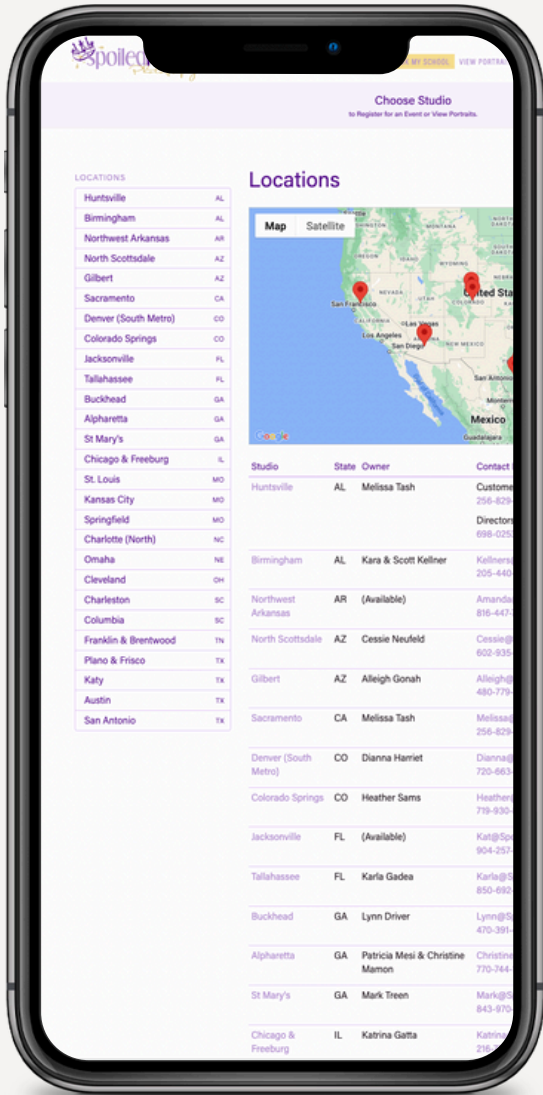 spoiled
MY SCHOOL
VIEW
Choose Studio
to Register for an Event or View Portraits.
LOCATIONS
Huntsville AL
Birmingham AL
Northwest Arkansas AR
North Scottsdale AZ
Gilbert AZ
Sacramento CA
Denver (South Metro) CO
Colorado Springs CO
Jacksonville FL
Tallahassee FL
Buckhead GA
Alpharetta GA
St Mary's GA
Chicago & Freeburg IL
St. Louis MO
Kansas City MO
Springfield MO
Charlotte (North) NC
Omaha NE
Cleveland OH
Charleston SC
Columbia SC
Franklin & Brentwood TN
Plano & Frisco TX
Katy TX
Austin TX
San Antonio TX
Locations
Map Satellite
MONTANA
OREGON
IDAHO
WYOMING
NEVADA
UTAH
COLORADO
United Sta
San Francisco
CALIFORNIA
Las Vegas
Los Angeles
San Diego
NEW MEXICO
San Antonio
Monterr
Mexico
Guadalajara
Google
Studio State Owner Contact
Huntsville AL Melissa Tash Custome
256-829-
Directors
698-025
Birmingham AL Kara & Scott Kellner Kellners
205-440-
Northwest AR (Available) Amanda
Arkansas 816-447-
North Scottsdale AZ Cessie Neufeld Cessie@
602-935-
Gilbert AZ Alleigh Gonah Alleigh@
480-779-
Sacramento CA Melissa Tash Melissa@
256-829-
Denver (South CO Dianna Harriet Dianna@
Metro) 720-663-
Colorado Springs CO Heather Sams Heather@
719-930-
Jacksonville FL (Available) Kat@Spo
904-257-
Tallahassee FL Karla Gadea Karla@S
850-692-
Buckhead GA Lynn Driver Lynn@S
470-391-
Alpharetta GA Patricia Mesi & Christine Christine
Mamon 770-744-
St Mary's GA Mark Treen Mark@S
843-970-
Chicago & IL Katrina Gatta Katrina
Freeburg 216-